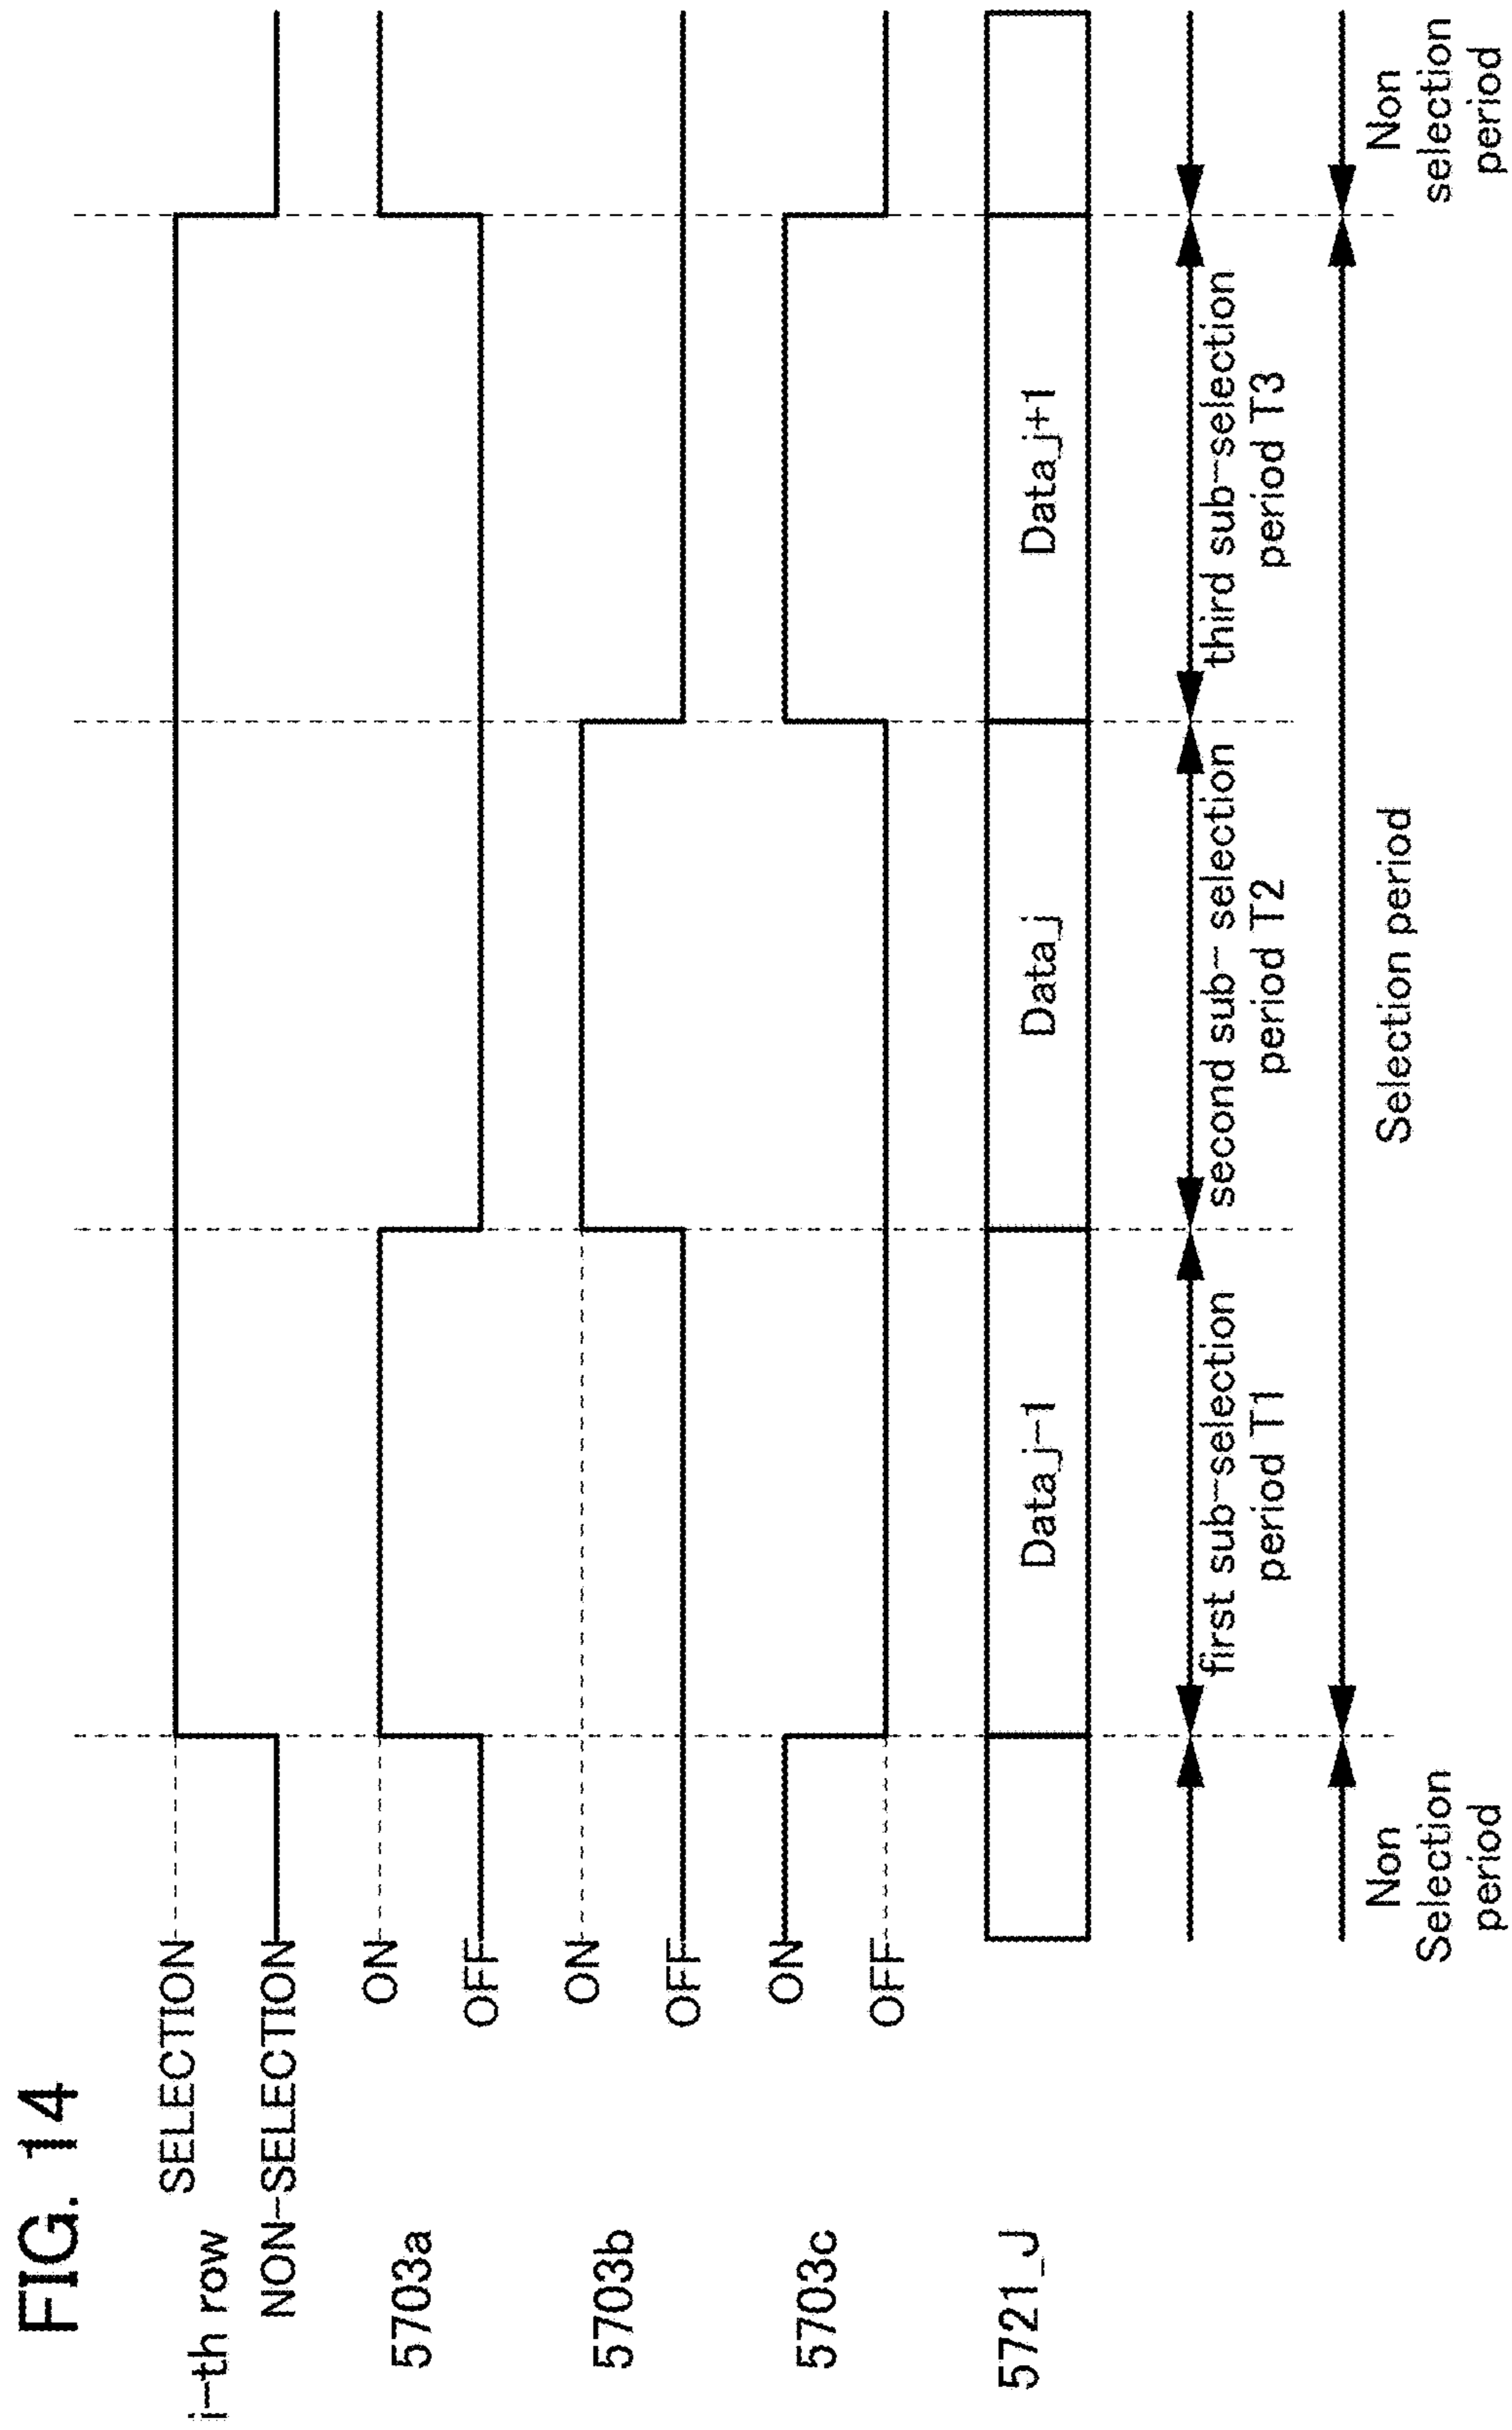 FIG. 14
SELECTION
i-th row
NON-SELECTION
ON
5703a
OFF
ON
5703b
OFF
ON
5703c
OFF
5721_J
Data_j-1
Data_j
Data_j+1
first sub-selection
period T1
second sub- selection
period T2
third sub-selection
period T3
Non
Selection
period
Selection period
Non
selection
period